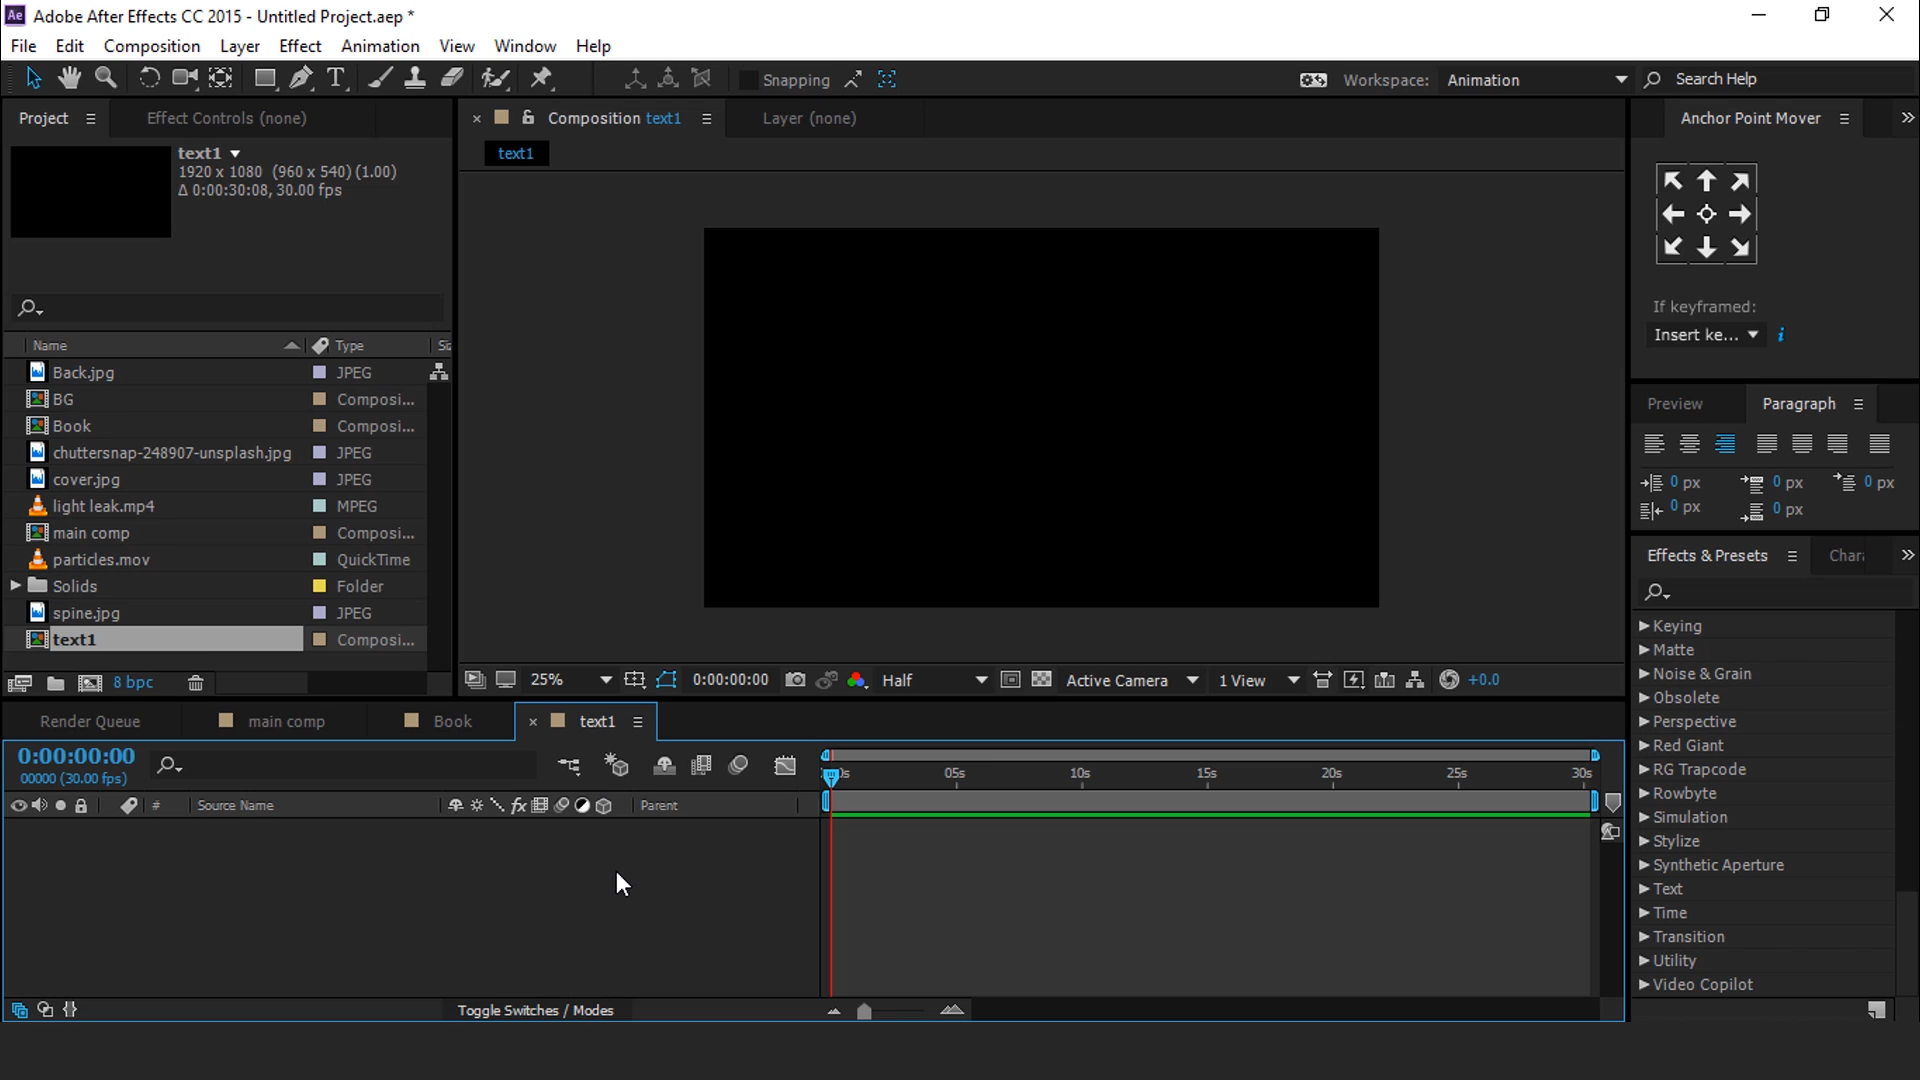 Ae Adobe After Effects CC 2015 - Untitled Project.aep *
File Edit Composition Layer Effect Animation View Window Help
Snapping Workspace: Animation Search Help
Project Effect Controls (none) Composition text1 Layer (none) Anchor Point Mover
text1
text1
1920 x 1080 (960 x 540) (1.00)
Δ 0:00:30:08, 30.00 fps
If keyframed:
Insert ke...
Name Type Siz
Back.jpg JPEG
BG Composi...
Book Composi...
chuttersnap-248907-unsplash.jpg JPEG
cover.jpg JPEG
light leak.mp4 MPEG
main comp Composi...
particles.mov QuickTime
Solids Folder
spine.jpg JPEG
text1 Composi...
8 bpc
25% 0:00:00:00 Half Active Camera 1 View +0.0
Preview Paragraph
0 px 0 px 0 px
0 px 0 px
Effects & Presets
Keying
Matte
Noise & Grain
Obsolete
Perspective
Red Giant
RG Trapcode
Rowbyte
Simulation
Stylize
Synthetic Aperture
Text
Time
Transition
Utility
Video Copilot
Render Queue main comp Book text1
0:00:00:00
00000 (30.00 fps)
05s 10s 15s 20s 25s 30s
# Source Name fx Parent
Toggle Switches / Modes